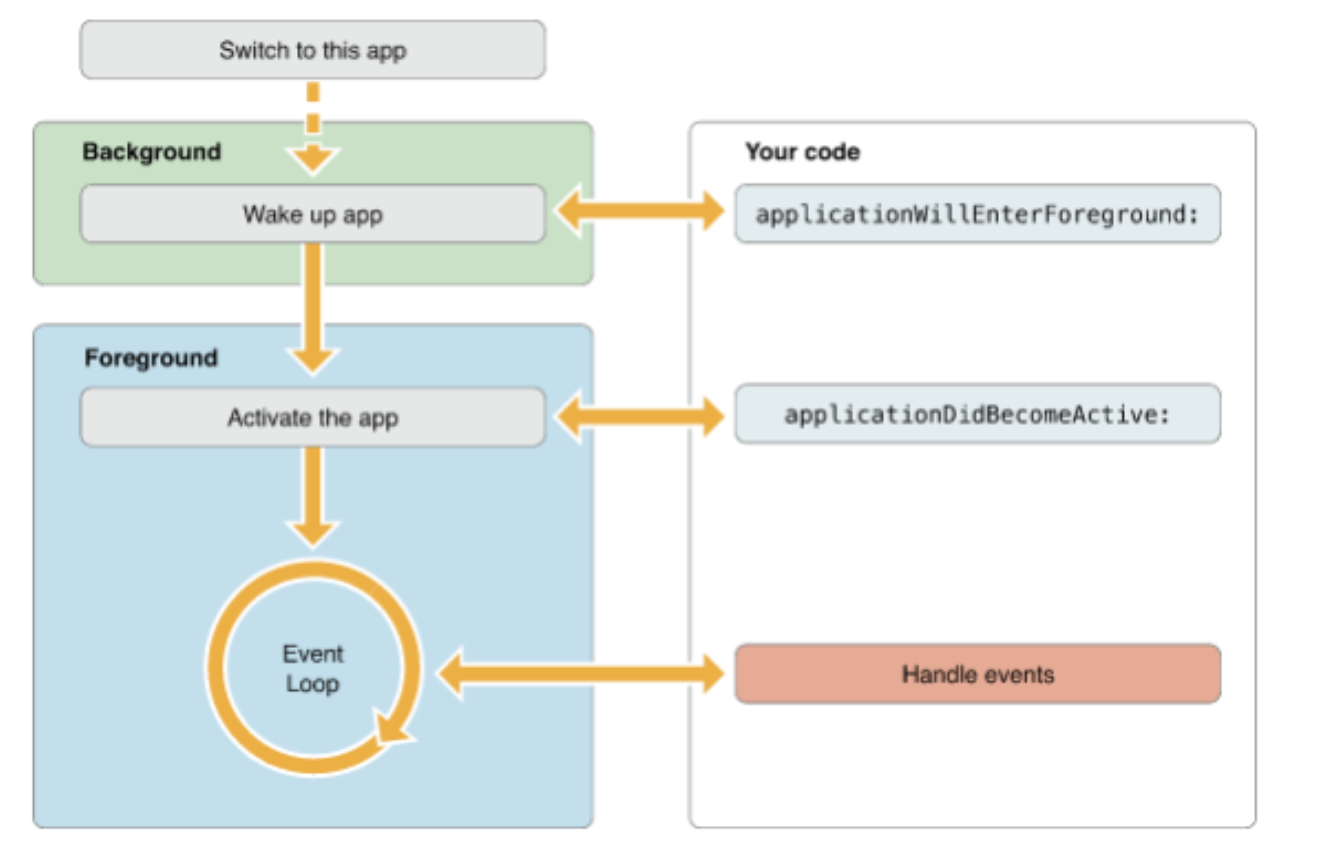 Switch to this app
Background
Your code
Wake up app
applicationWillEnterForeground:
Foreground
Activate the app
applicationDidBecomeActive:
Event
Loop
Handle events